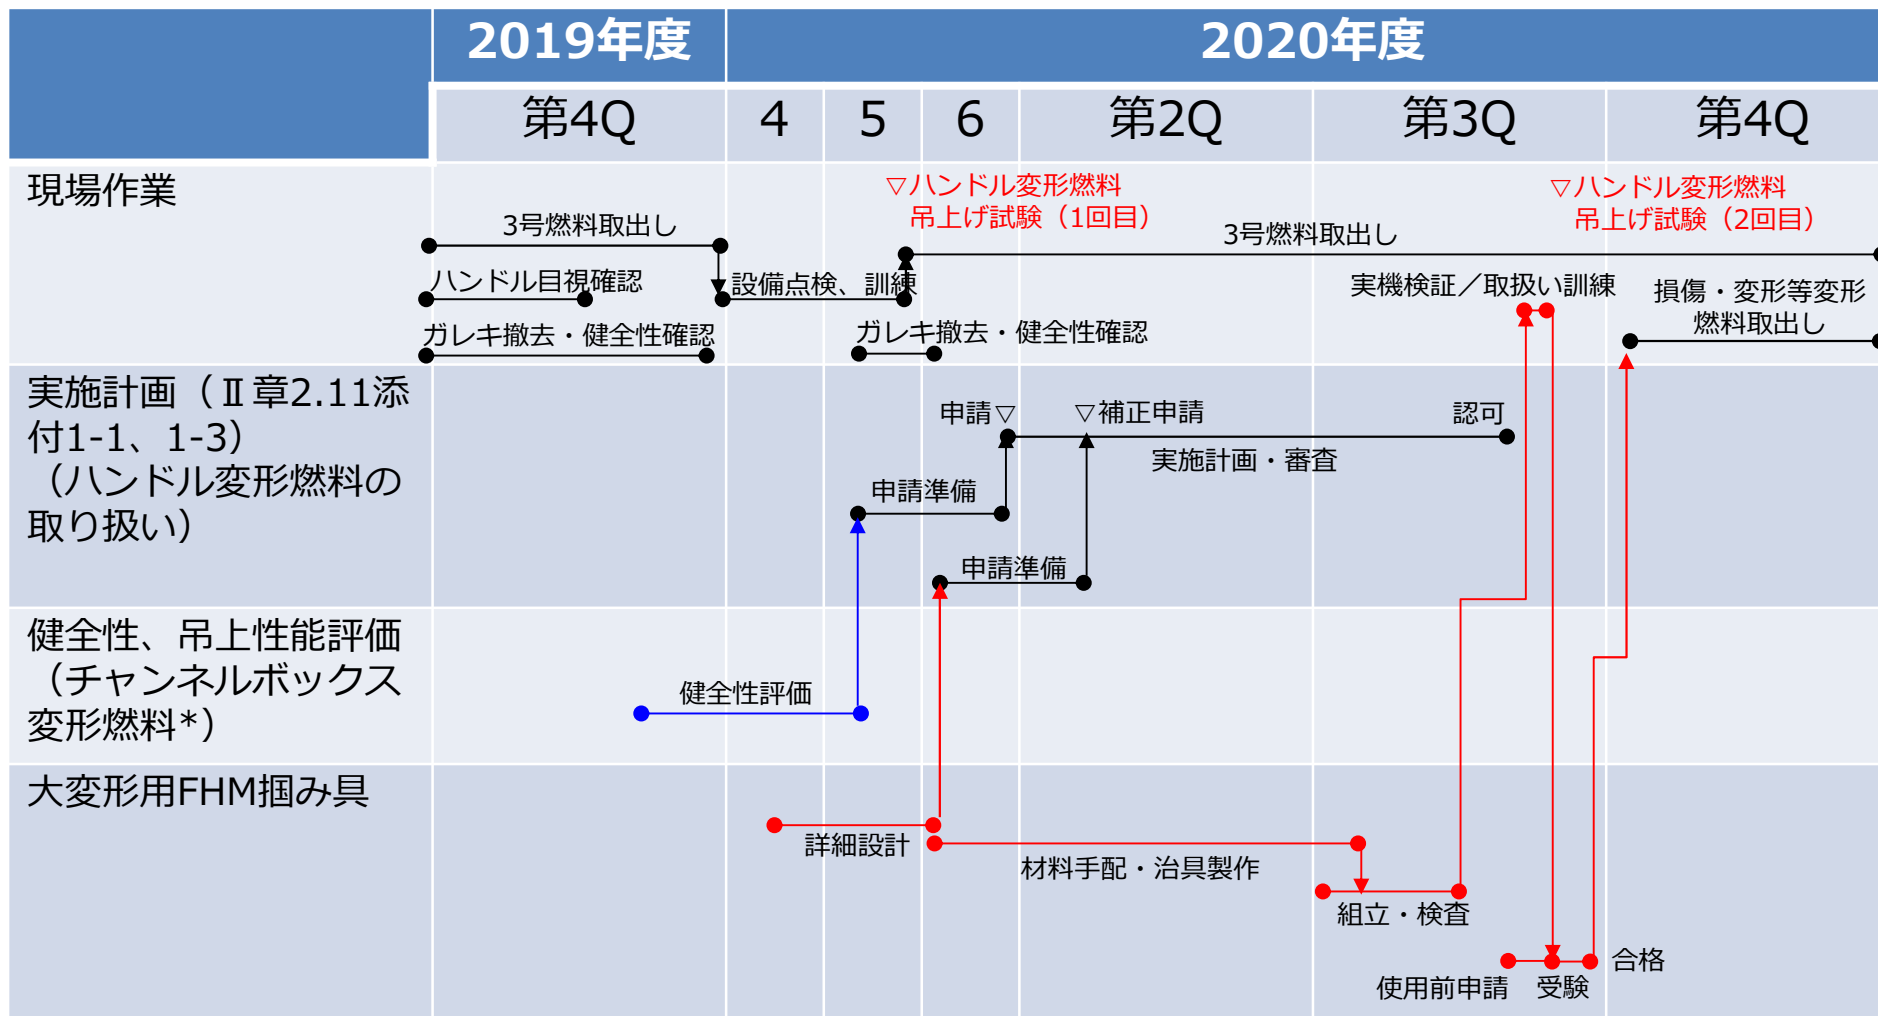 2019年度
2020年度
第4Q
4
5
6
第2Q
第3Q
第4Q
現場作業
▽ハンドル変形燃料
吊上げ試験（1回目）
▽ハンドル変形燃料
吊上げ試験（2回目）
3号燃料取出し
3号燃料取出し
ハンドル目視確認
設備点検、訓練
実機検証／取扱い訓練
損傷・変形等変形
燃料取出し
ガレキ撤去・健全性確認
ガレキ撤去・健全性確認
実施計画（Ⅱ章2.11添
付1-1、1-3）
（ハンドル変形燃料の
取り扱い）
申請▽
▽補正申請
認可
実施計画・審査
申請準備
申請準備
健全性、吊上性能評価
（チャンネルボックス
変形燃料*）
健全性評価
大変形用FHM掴み具
詳細設計
材料手配・治具製作
組立・検査
使用前申請
受験
合格